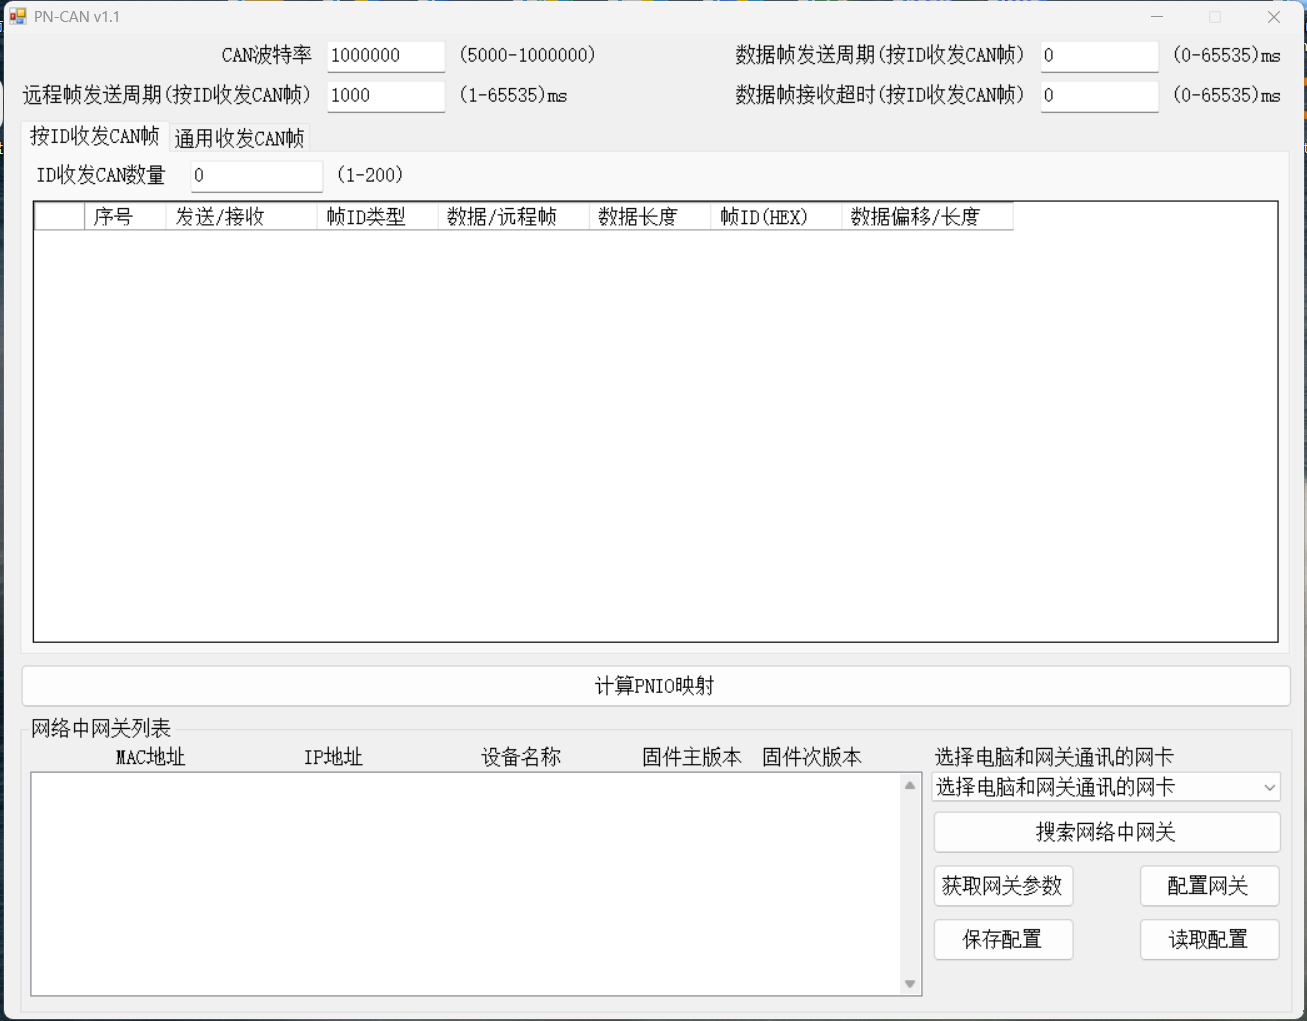 PN-CAN v1.1
CAN波特率 1000000 (5000-1000000) 数据帧发送周期(按ID收发CAN帧) 0 (0-65535)ms
远程帧发送周期(按ID收发CAN帧) 1000 (1-65535)ms 数据帧接收超时(按ID收发CAN帧) 0 (0-65535)ms
按ID收发CAN帧 通用收发CAN帧
ID收发CAN数量 0 (1-200)
序号 发送/接收 帧ID类型 数据/远程帧 数据长度 帧ID(HEX) 数据偏移/长度
计算PNIO映射
网络中网关列表
MAC地址 IP地址 设备名称 固件主版本 固件次版本 选择电脑和网关通讯的网卡
选择电脑和网关通讯的网卡
搜索网络中网关
获取网关参数 配置网关
保存配置 读取配置